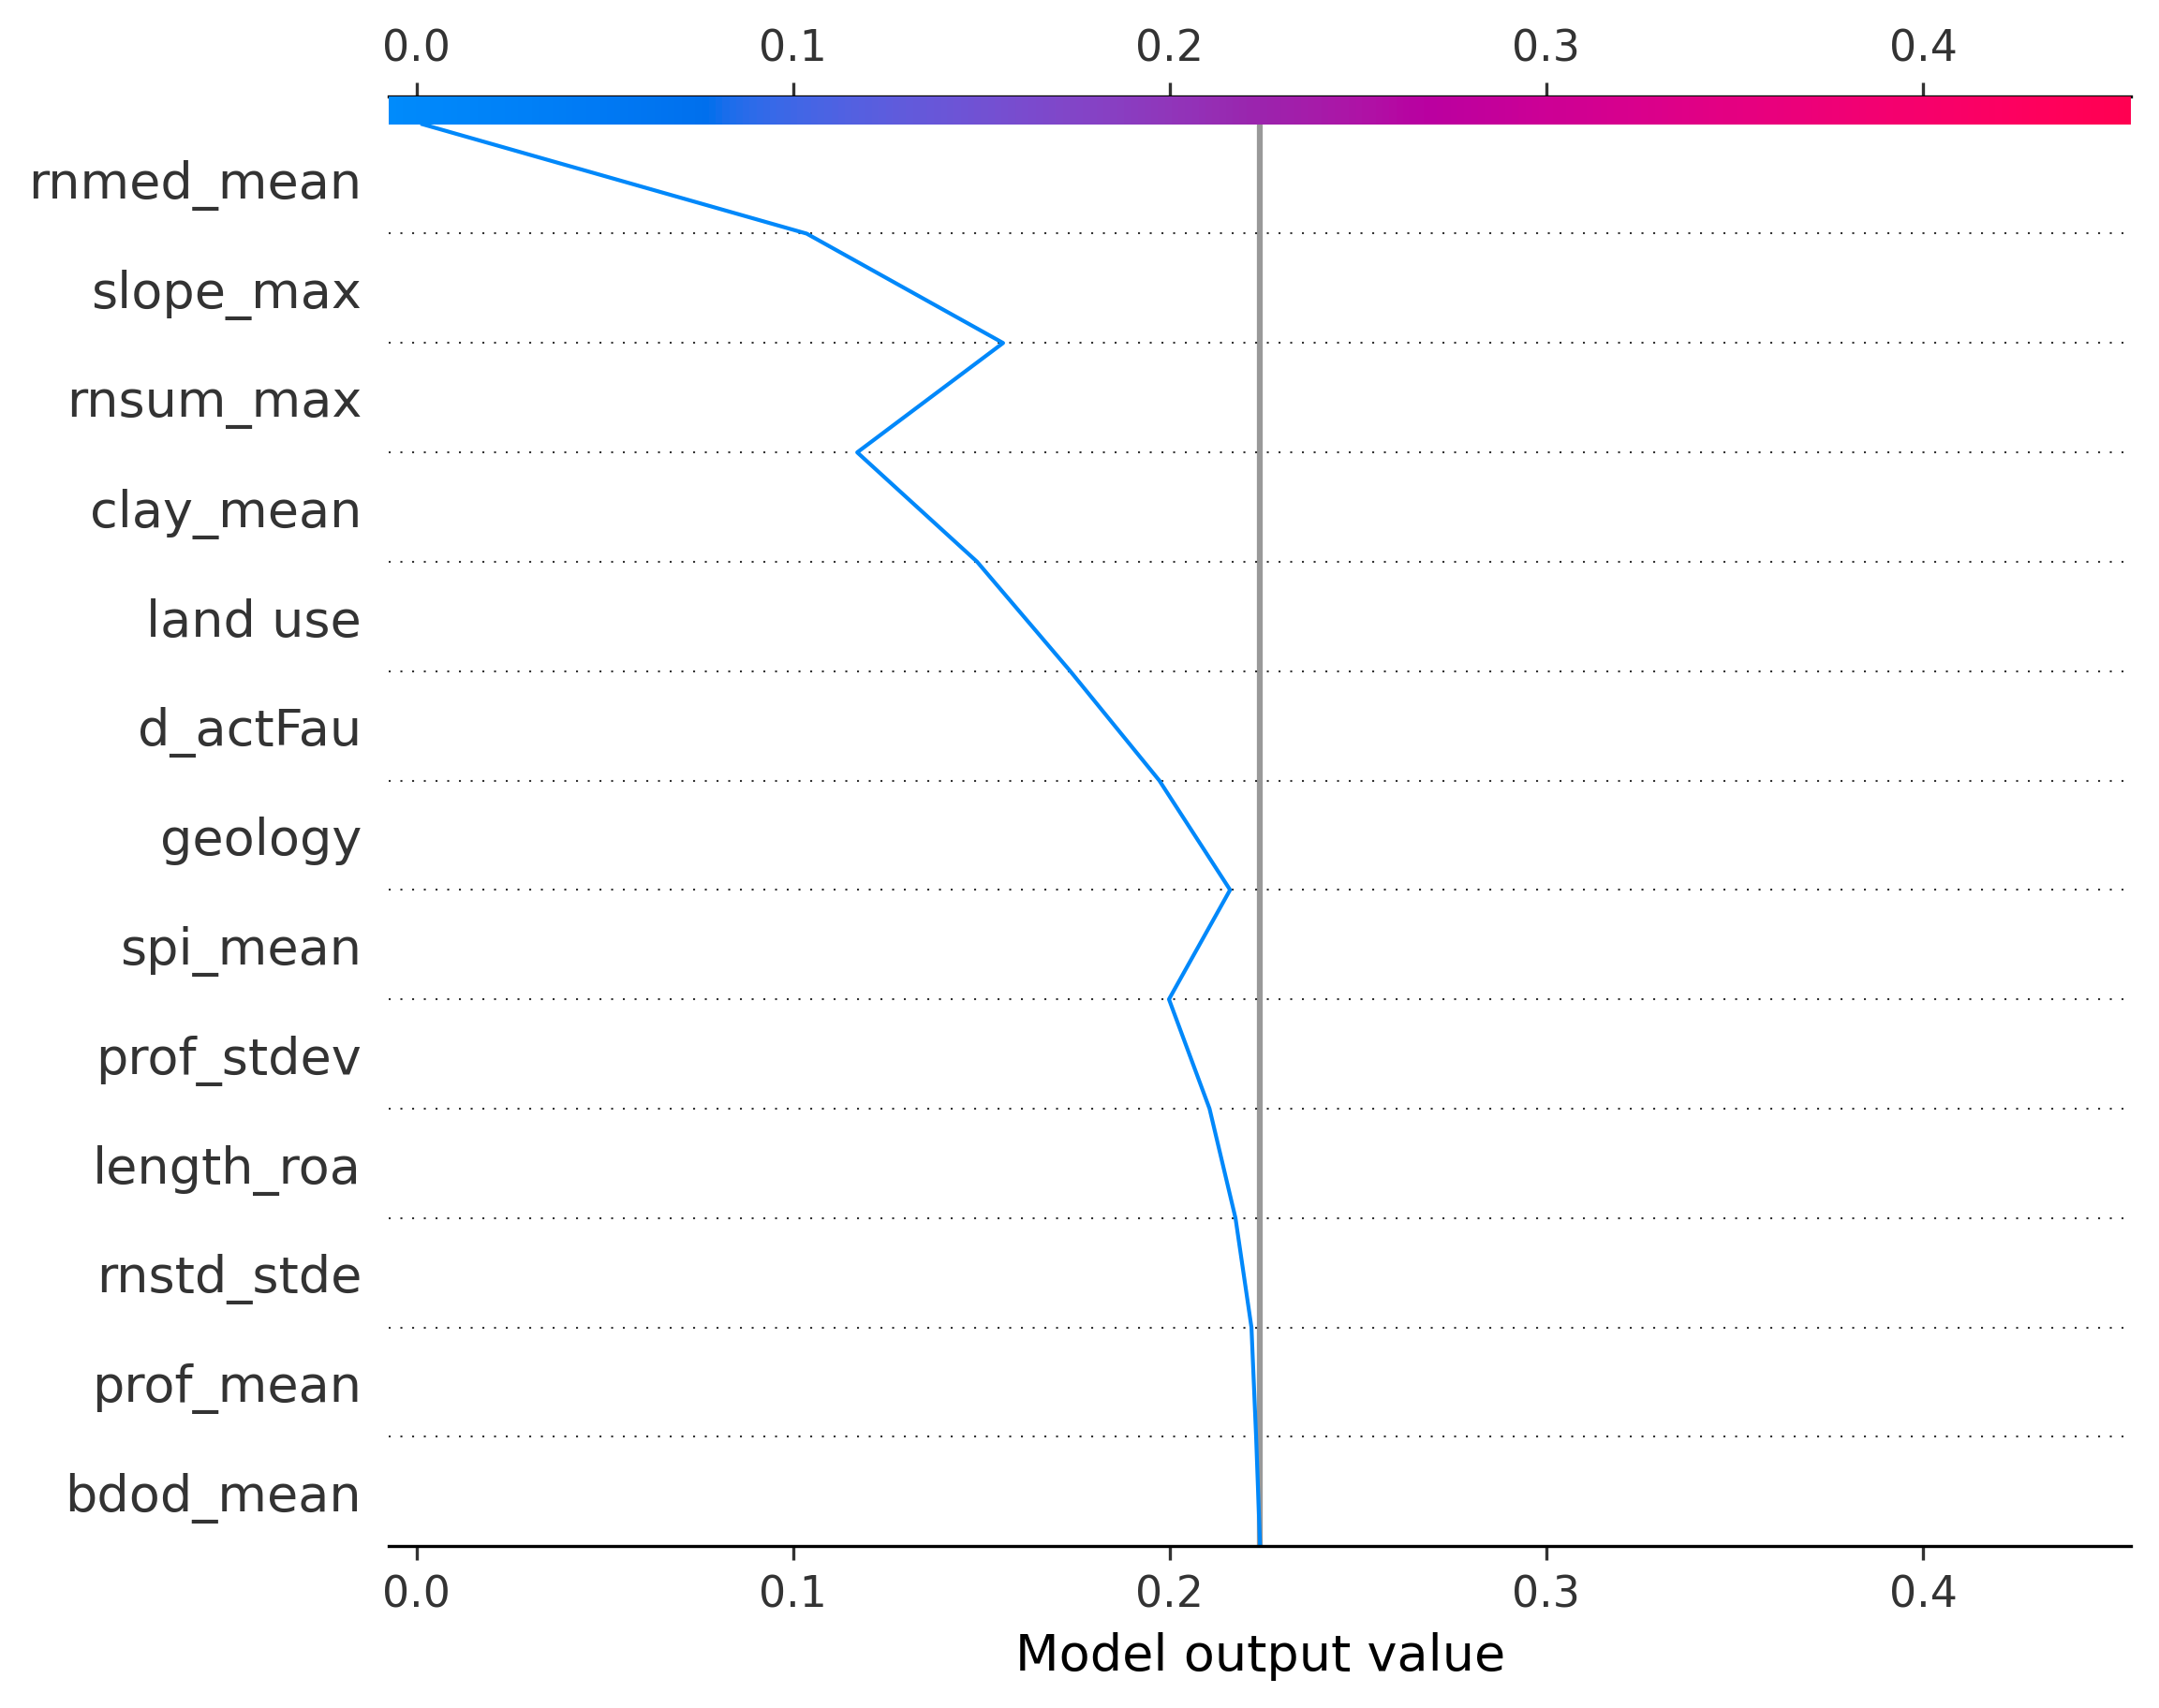 0.0 0.1 0.2 0.3 0.4
rnmed_mean
slope_max
rnsum_max
clay_mean
land use
d_actFau
geology
spi_mean
prof_stdev
length_roa
rnstd_stde
prof_mean
bdod_mean
0.0 0.1 0.2 0.3 0.4
Model output value